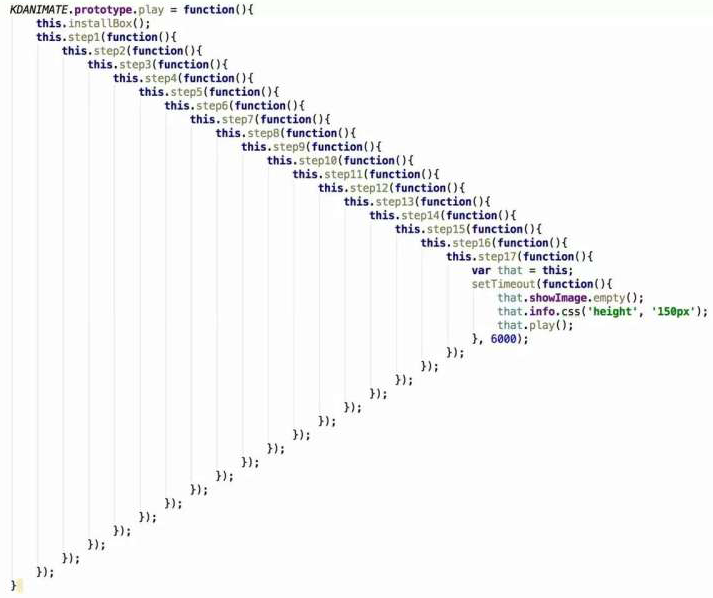 KDANIMATE.prototype.play = function(){
    this.installBox();
    this.step1(function(){
        this.step2(function(){
            this.step3(function(){
                this.step4(function(){
                    this.step5(function(){
                        this.step6(function(){
                            this.step7(function(){
                                this.step8(function(){
                                    this.step9(function(){
                                        this.step10(function(){
                                            this.step11(function(){
                                                this.step12(function(){
                                                    this.step13(function(){
                                                        this.step14(function(){
                                                            this.step15(function(){
                                                                this.step16(function(){
                                                                    this.step17(function(){
                                                                        var that = this;
                                                                        setTimeout(function(){
                                                                            that.showImage.empty();
                                                                            that.info.css('height', '150px');
                                                                            that.play();
                                                                        }, 6000);
                                                                    });
                                                                });
                                                            });
                                                        });
                                                    });
                                                });
                                            });
                                        });
                                    });
                                });
                            });
                        });
                    });
                });
            });
        });
    });
}